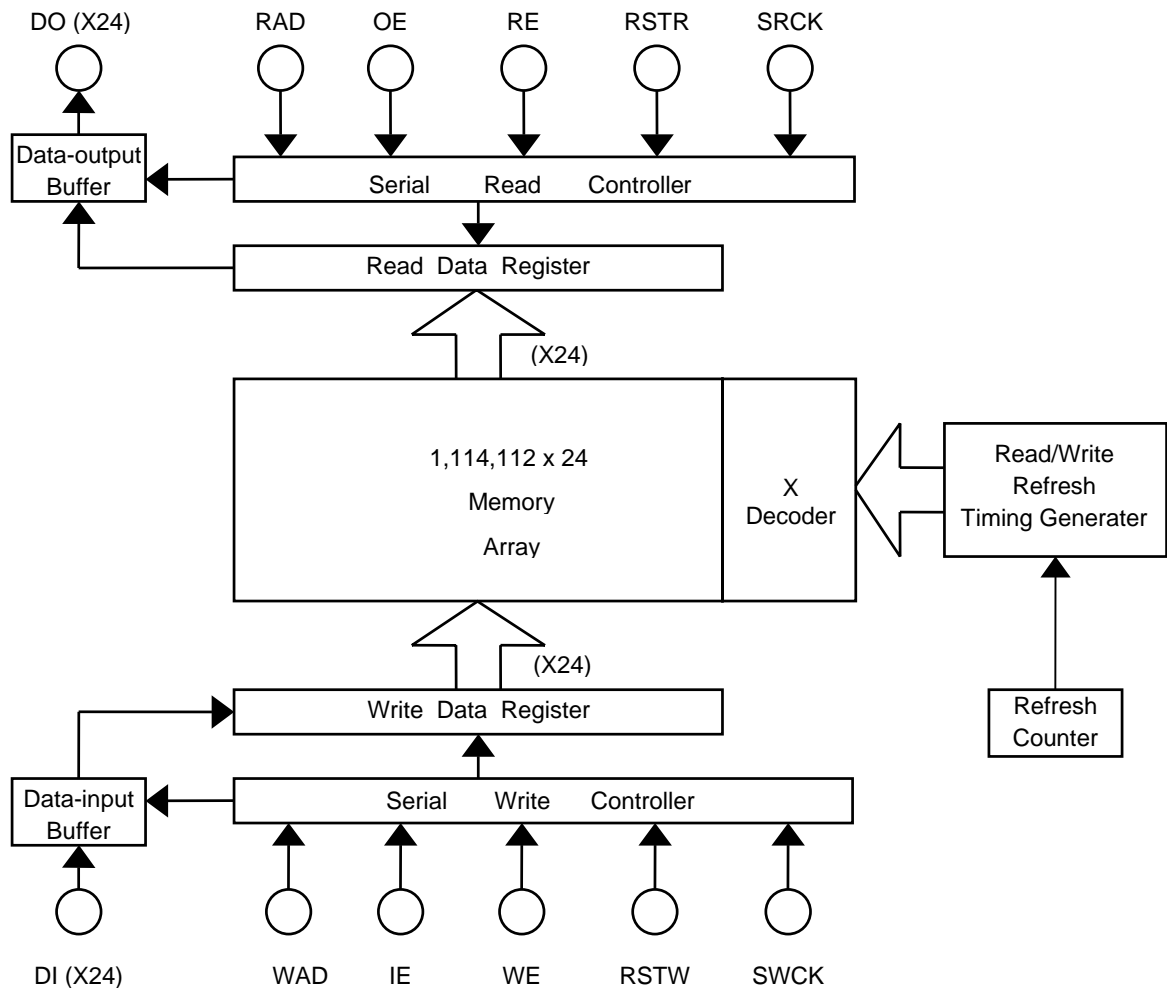 DO (X24) RAD OE RE RSTR SRCK
Data-output
Buffer
Serial Read Controller
Read Data Register
(X24)
1,114,112 x 24
Memory
Array
X
Decoder
Read/Write
Refresh
Timing Generater
(X24)
Write Data Register
Refresh
Counter
Data-input
Buffer
Serial Write Controller
DI (X24) WAD IE WE RSTW SWCK